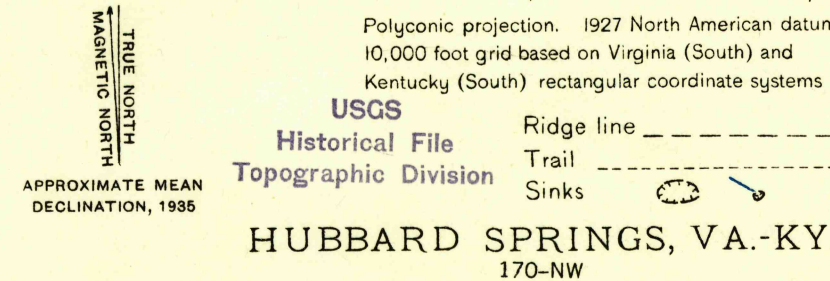 TRUE NORTH
MAGNETIC NORTH
APPROXIMATE MEAN
DECLINATION, 1935
Polyconic projection. 1927 North American datum
10,000 foot grid based on Virginia (South) and
Kentucky (South) rectangular coordinate systems
USGS
Historical File
Topographic Division
Ridge line
Trail
Sinks
HUBBARD SPRINGS, VA.-KY
170-NW